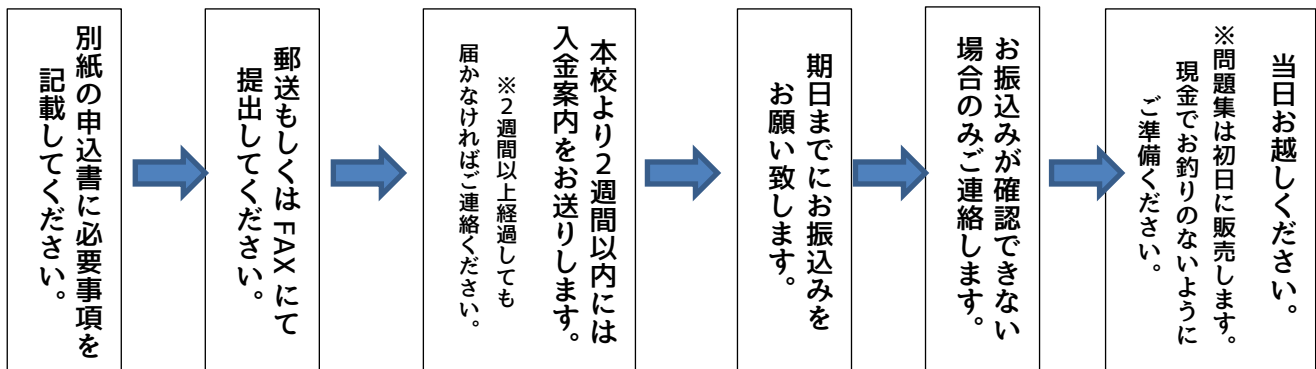 別紙の申込書に必要事項を
記載してください。
郵送もしくは FAX にて
提出してください。
本校より2週間以内には
入金案内をお送りします。
※2週間以上経過しても
届かなければご連絡ください。
期日までにお振込みを
お願い致します。
お振込みが確認できない
場合のみご連絡します。
当日お越しください。
※問題集は初日に販売します。
現金でお釣りのないように
ご準備ください。